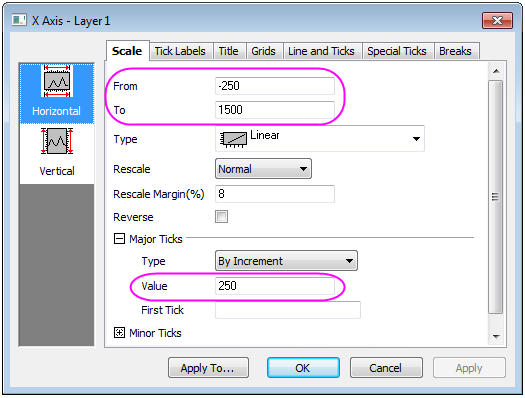 X Axis - Layer1
Scale Tick Labels Title Grids Line and Ticks Special Ticks Breaks
Horizontal
Vertical
From -250
To 1500
Type Linear
Rescale Normal
Rescale Margin(%) 8
Reverse
Major Ticks
Type By Increment
Value 250
First Tick
Minor Ticks
Apply To... OK Cancel Apply